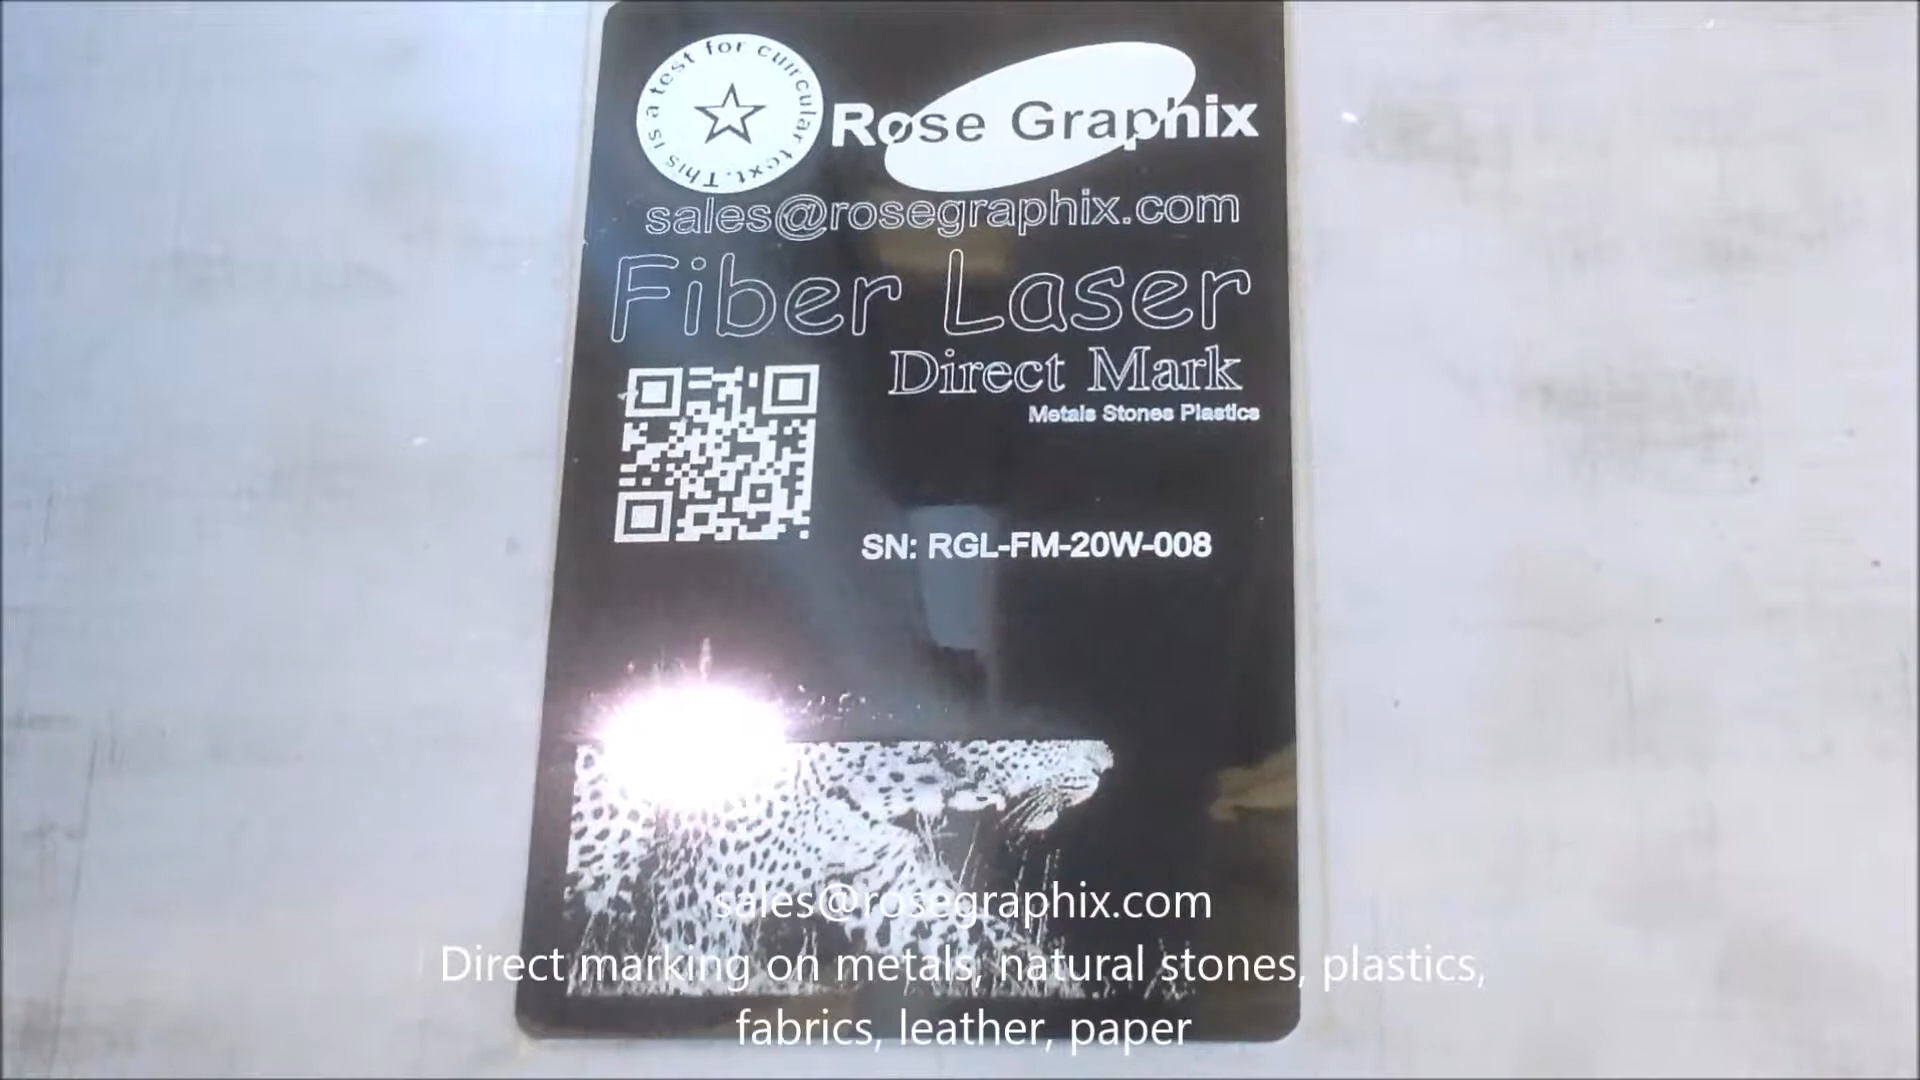 This is a test for cuircular text.
Rose Graphix
sales@rosegraphix.com
Fiber Laser
Direct Mark
Metals Stones Plastics
SN: RGL-FM-20W-008
sales@rosegraphix.com
Direct marking on metals, natural stones, plastics,
fabrics, leather, paper